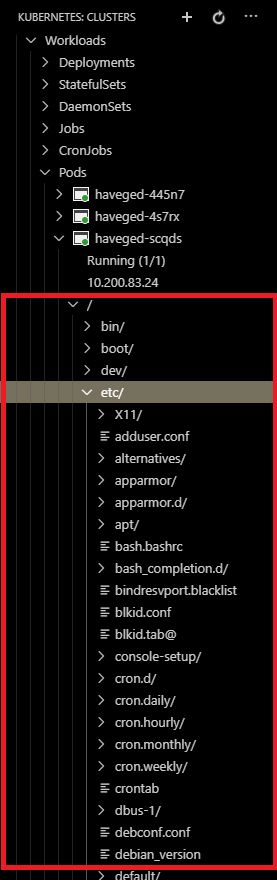 KUBERNETES: CLUSTERS
Workloads
Deployments
StatefulSets
DaemonSets
Jobs
CronJobs
Pods
haveged-445n7
haveged-4s7rx
haveged-scqds
Running (1/1)
10.200.83.24
/
bin/
boot/
dev/
etc/
X11/
adduser.conf
alternatives/
apparmor/
apparmor.d/
apt/
bash.bashrc
bash_completion.d/
bindresvport.blacklist
blkid.conf
blkid.tab@
console-setup/
cron.d/
cron.daily/
cron.hourly/
cron.monthly/
cron.weekly/
crontab
dbus-1/
debconf.conf
debian_version
default/